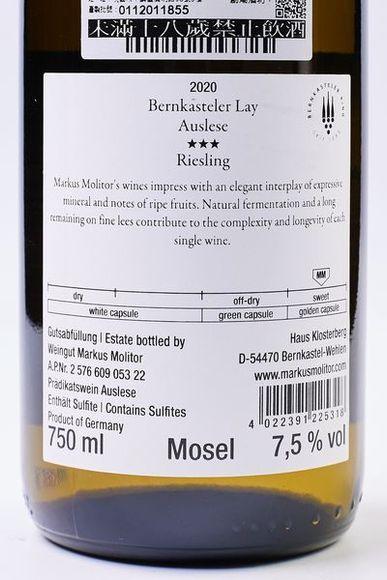 0112011855
未滿十八歲禁止飲酒
BERNKASTELER RING
2020
Bernkasteler Lay
Auslese
★★★
Riesling
Markus Molitor's wines impress with an elegant interplay of expressive
mineral and notes of ripe fruits. Natural fermentation and a long
remaining on fine lees contribute to the complexity and longevity of each
single wine.
MM
dry off-dry sweet
white capsule green capsule golden capsule
Gutsabfüllung | Estate bottled by
Weingut Markus Molitor
A.P.Nr. 2 576 609 053 22
Prädikatswein Auslese
Enthält Sulfite | Contains Sulfites
Product of Germany
Haus Klosterberg
D-54470 Bernkastel-Wehlen
www.markusmolitor.com
4 022391 225318
750 ml Mosel 7,5 % vol